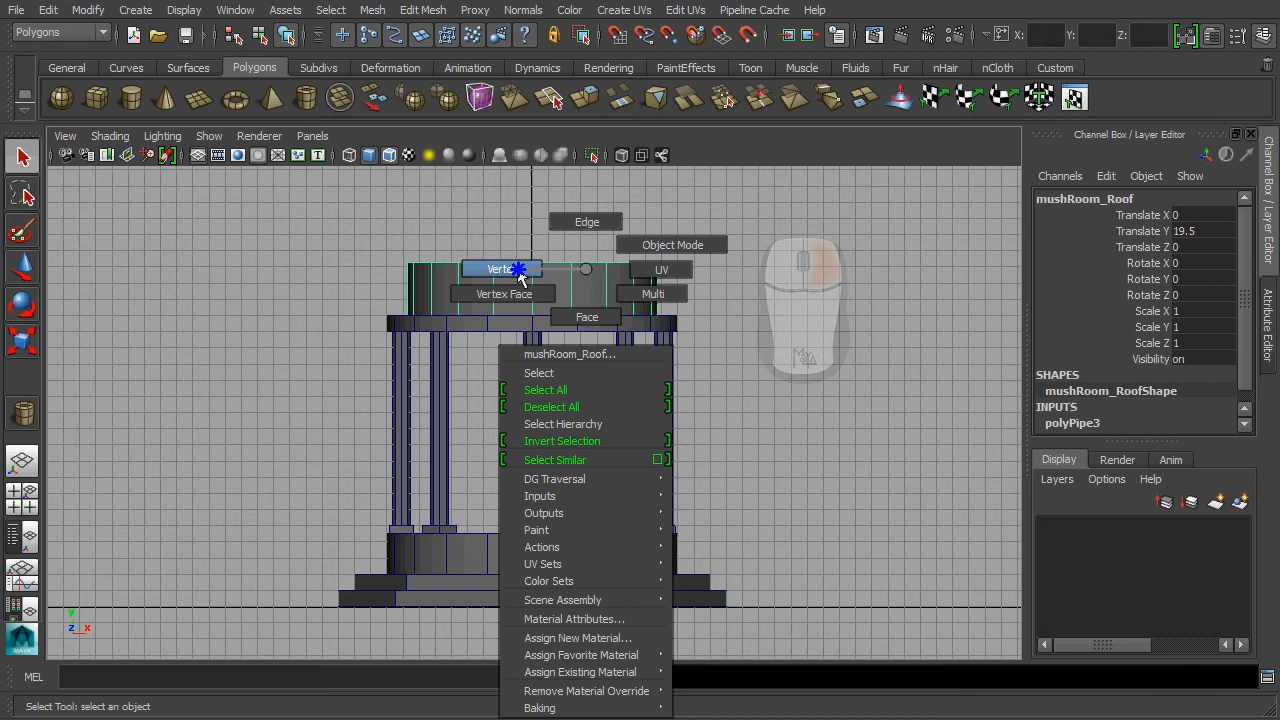 File Edit Modify Create Display Window Assets Select Mesh Edit Mesh Proxy Normals Color Create UVs Edit UVs Pipeline Cache Help
Polygons X: Y: Z:
General Curves Surfaces Polygons Subdivs Deformation Animation Dynamics Rendering PaintEffects Toon Muscle Fluids Fur nHair nCloth Custom
View Shading Lighting Show Renderer Panels
Channel Box / Layer Editor
Channels Edit Object Show
mushRoom_Roof
Translate X 0
Translate Y 19.5
Translate Z 0
Rotate X 0
Rotate Y 0
Rotate Z 0
Scale X 1
Scale Y 1
Scale Z 1
Visibility on
SHAPES
mushRoom_RoofShape
INPUTS
polyPipe3
Display Render Anim
Layers Options Help
Channel Box / Layer Editor
Attribute Editor
Edge
Object Mode
UV
Vertex Face
Multi
Face
mushRoom_Roof...
Select
Select All
Deselect All
Select Hierarchy
Invert Selection
Select Similar
DG Traversal
Inputs
Outputs
Paint
Actions
UV Sets
Color Sets
Scene Assembly
Material Attributes...
Assign New Material...
Assign Favorite Material
Assign Existing Material
Remove Material Override
Baking
y
z x
MEL
Select Tool: select an object